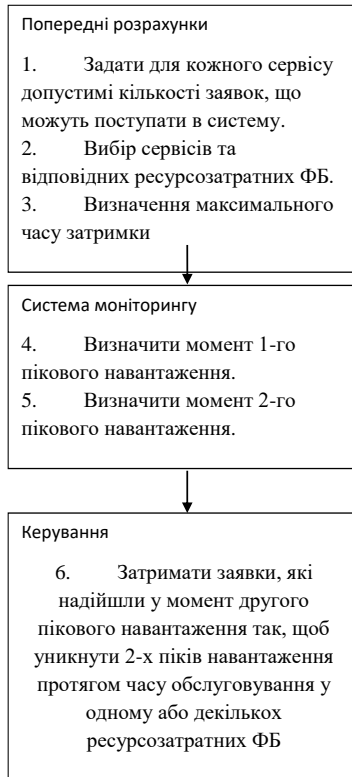 Попередні розрахунки
1. Задати для кожного сервісу
допустимі кількості заявок, що
можуть поступати в систему.
2. Вибір сервісів та
відповідних ресурсозатратних ФБ.
3. Визначення максимального
часу затримки
Система моніторингу
4. Визначити момент 1-го
пікового навантаження.
5. Визначити момент 2-го
пікового навантаження.
Керування
6. Затримати заявки, які
надійшли у момент другого
пікового навантаження так, щоб
уникнути 2-х піків навантаження
протягом часу обслуговування у
одному або декількох
ресурсозатратних ФБ